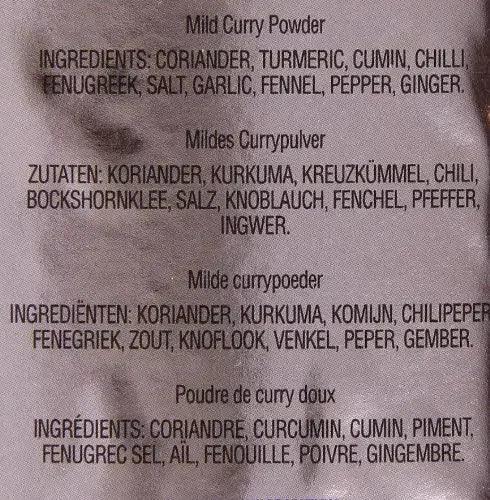 Mild Curry Powder
INGREDIENTS: CORIANDER, TURMERIC, CUMIN, CHILLI,
FENUGREEK, SALT, GARLIC, FENNEL, PEPPER, GINGER.
Mildes Currypulver
ZUTATEN: KORIANDER, KURKUMA, KREUZKÜMMEL, CHILI,
BOCKSHORNKLEE, SALZ, KNOBLAUCH, FENCHEL, PFEFFER,
INGWER.
Milde currypoeder
INGREDIËNTEN: KORIANDER, KURKUMA, KOMIJN, CHILIPEPER
FENEGRIEK, ZOUT, KNOFLOOK, VENKEL, PEPER, GEMBER.
Poudre de curry doux
INGRÉDIENTS: CORIANDRE, CURCUMIN, CUMIN, PIMENT,
FENUGREC SEL, AÏL, FENOUILLE, POIVRE, GINGEMBRE.